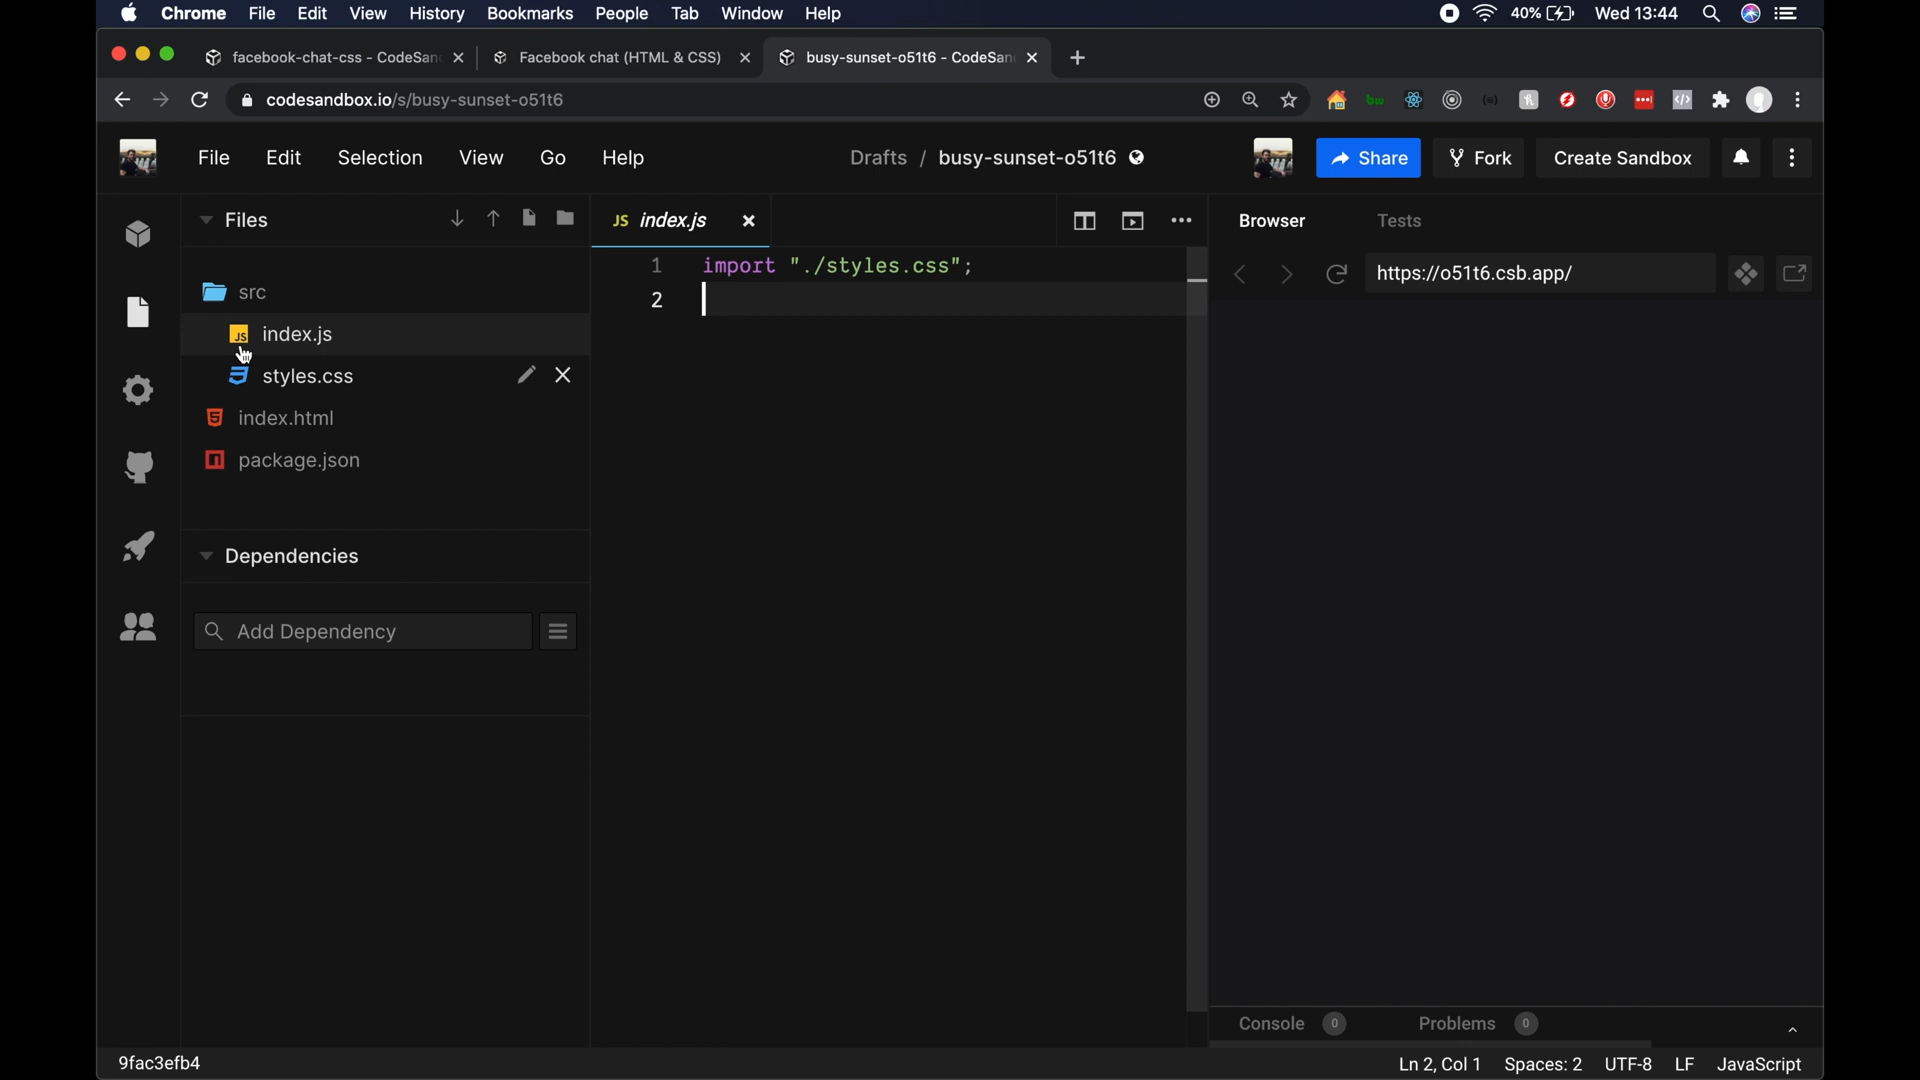 Chrome File Edit View History Bookmarks People Tab Window Help 40% Wed 13:44
facebook-chat-css - CodeSan Facebook chat (HTML & CSS) busy-sunset-o51t6 - CodeSan
codesandbox.io/s/busy-sunset-o51t6
File Edit Selection View Go Help Drafts / busy-sunset-o51t6 Share Fork Create Sandbox
Files JS index.js Browser Tests
1 import "./styles.css";
2
https://o51t6.csb.app/
src
JS index.js
styles.css
index.html
package.json
Dependencies
Add Dependency
Console 0 Problems 0
9fac3efb4 Ln 2, Col 1 Spaces: 2 UTF-8 LF JavaScript